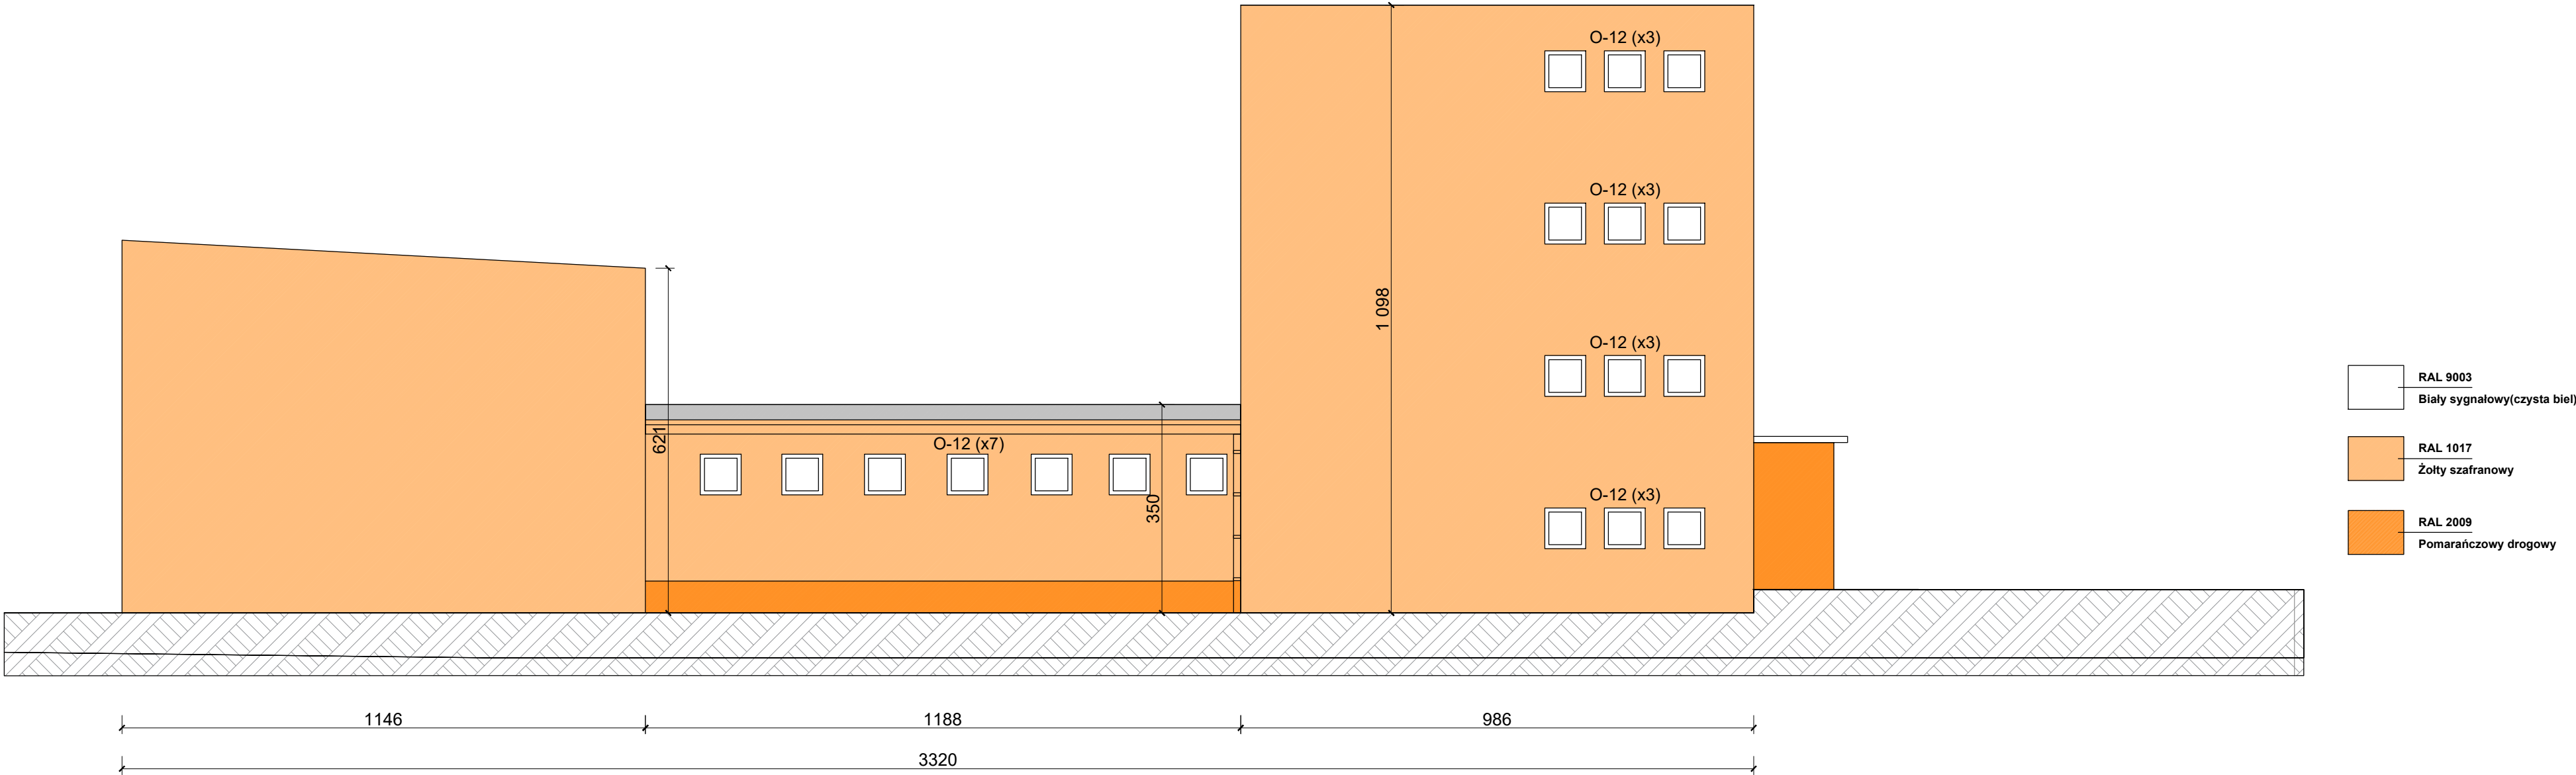 O-12 (x3)
O-12 (x3)
1 098
O-12 (x3)
RAL 9003
Biały sygnałowy(czysta biel)
621
O-12 (x7)
RAL 1017
Żołty szafranowy
350
O-12 (x3)
RAL 2009
Pomarańczowy drogowy
1146
1188
986
3320